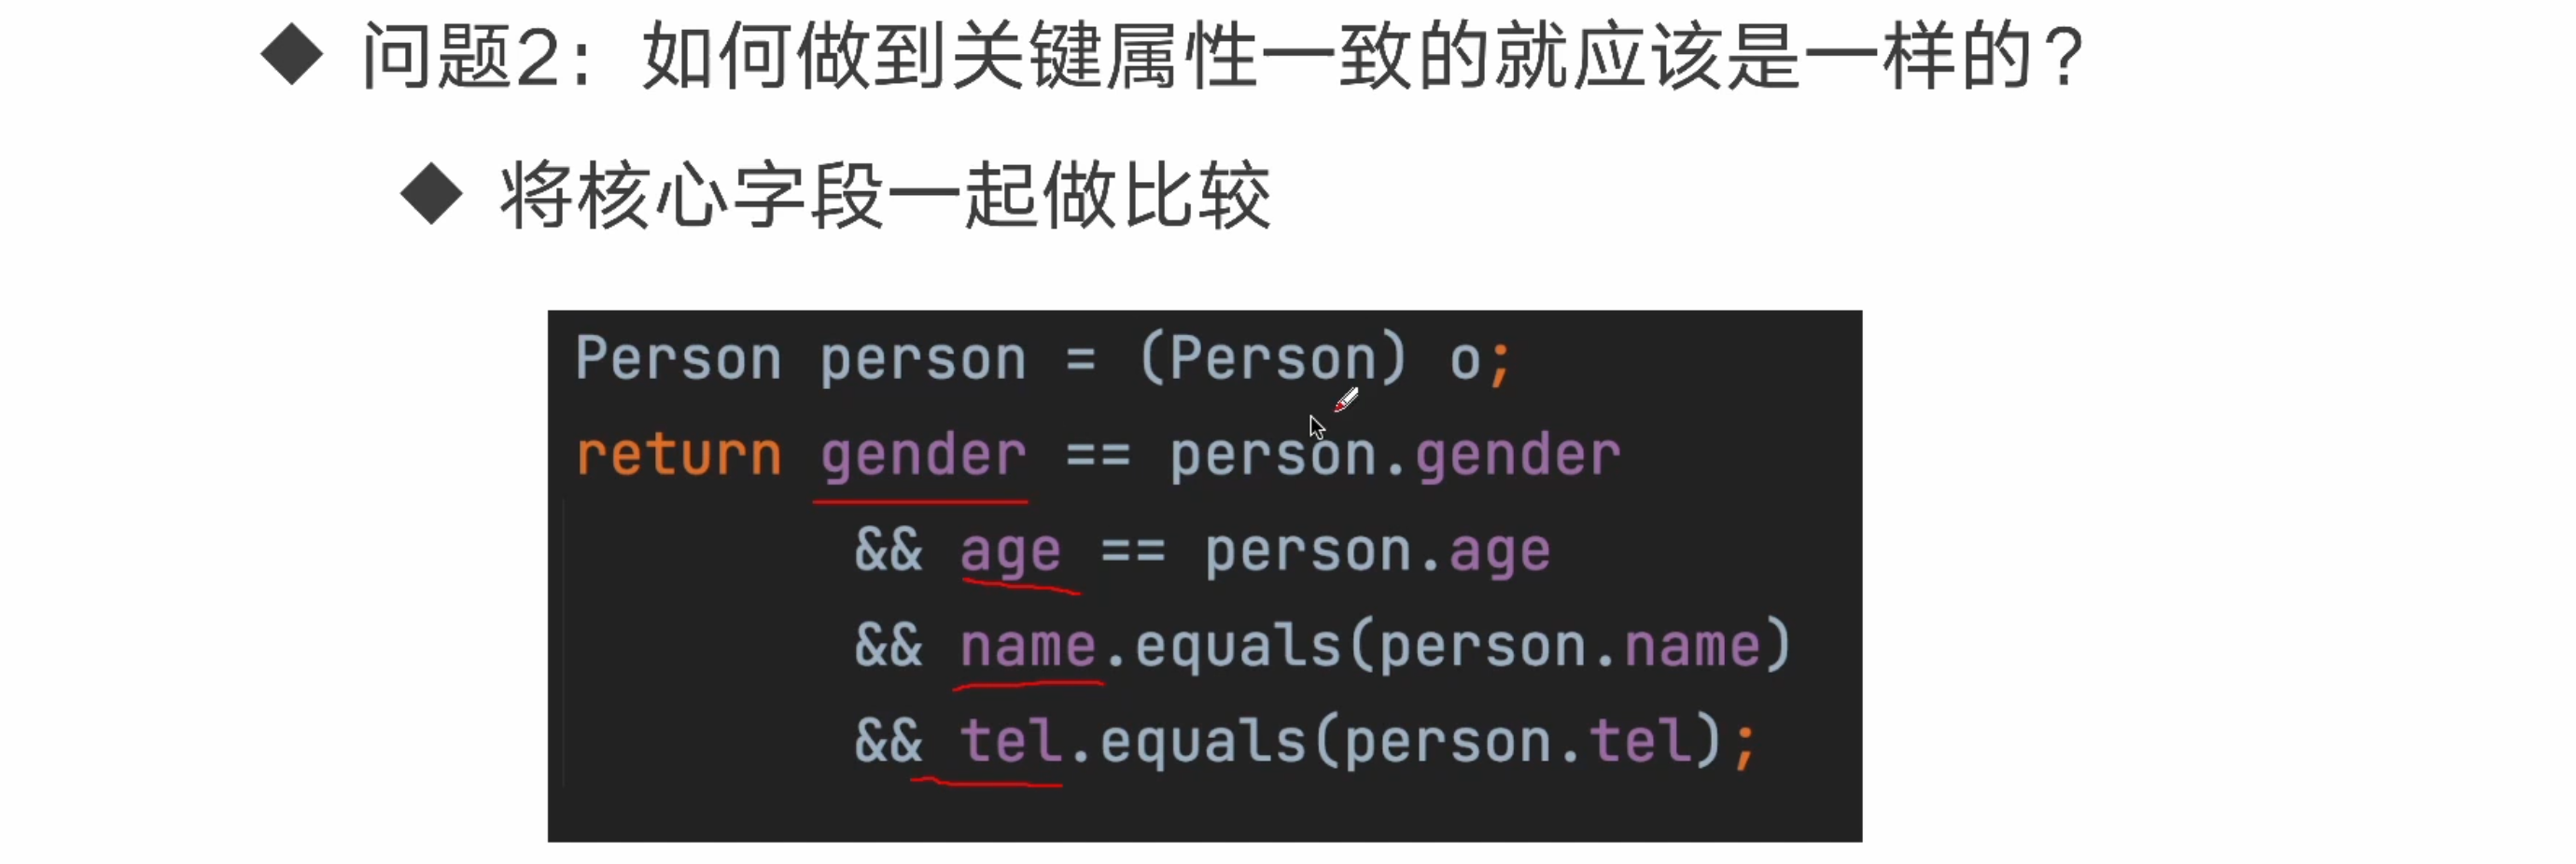 ◆ 问题2：如何做到关键属性一致的就应该是一样的？
◆ 将核心字段一起做比较
Person person = (Person) o;
return gender == person.gender
&& age == person.age
&& name.equals(person.name)
&& tel.equals(person.tel);